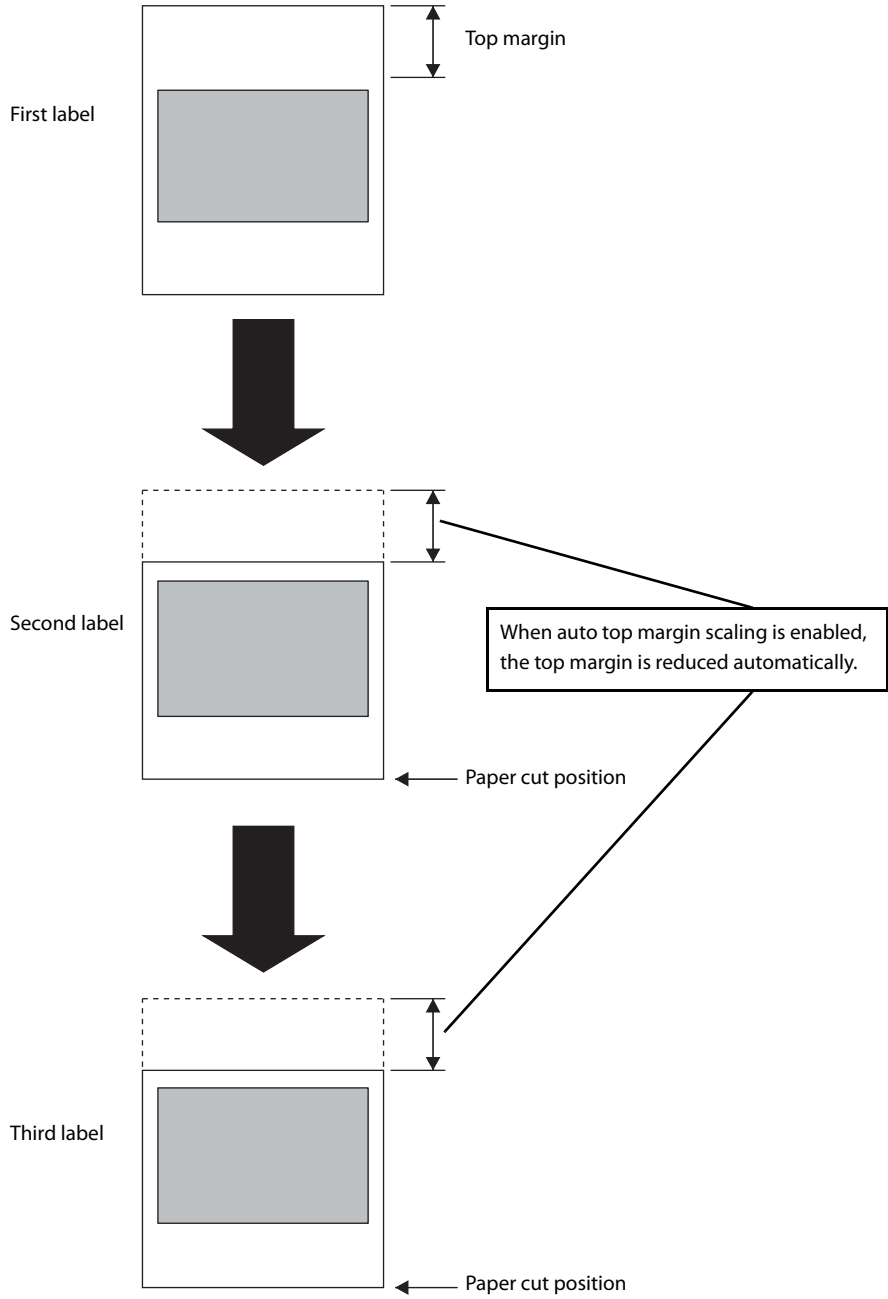 Top margin
First label
Second label
When auto top margin scaling is enabled,
the top margin is reduced automatically.
Paper cut position
Third label
Paper cut position